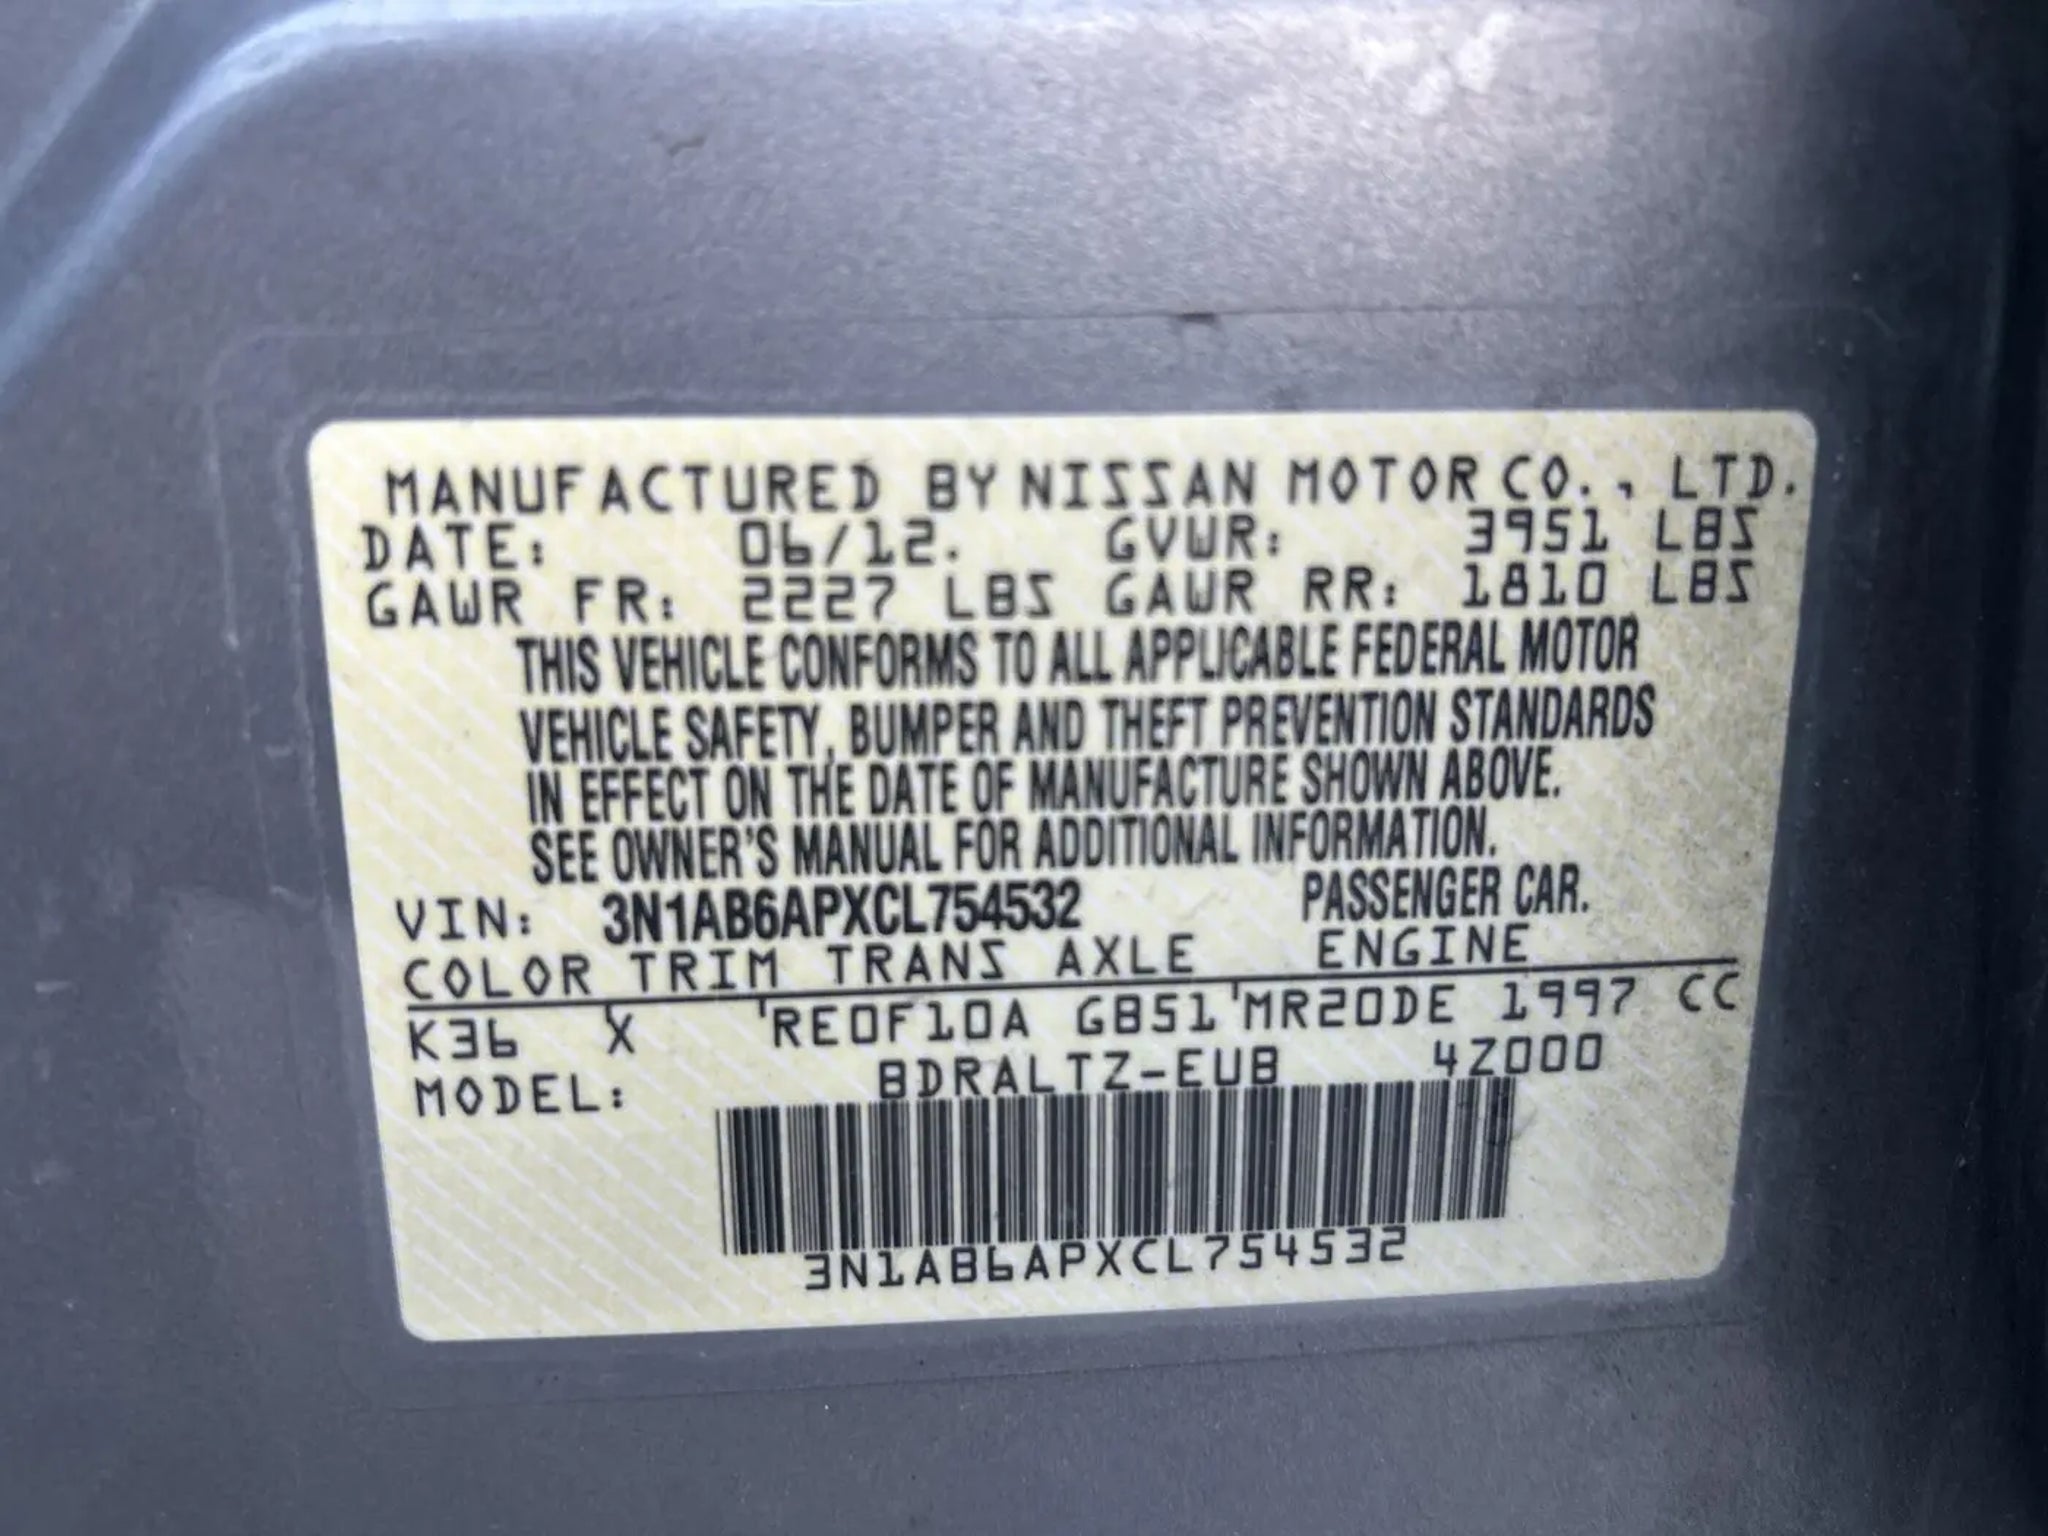 MANUFACTURED BY NISSAN MOTOR CO., LTD.
DATE: 06/12. GVWR: 3951 LBS
GAWR FR: 2227 LBS GAWR RR: 1810 LBS
THIS VEHICLE CONFORMS TO ALL APPLICABLE FEDERAL MOTOR
VEHICLE SAFETY, BUMPER AND THEFT PREVENTION STANDARDS
IN EFFECT ON THE DATE OF MANUFACTURE SHOWN ABOVE.
SEE OWNER'S MANUAL FOR ADDITIONAL INFORMATION.
VIN: 3N1AB6APXCL754532 PASSENGER CAR.
COLOR TRIM TRANS AXLE ENGINE
K36 X RE0F10A GB51 MR20DE 1997 CC
MODEL: BDRALTZ-EUB 4Z000
3N1AB6APXCL754532